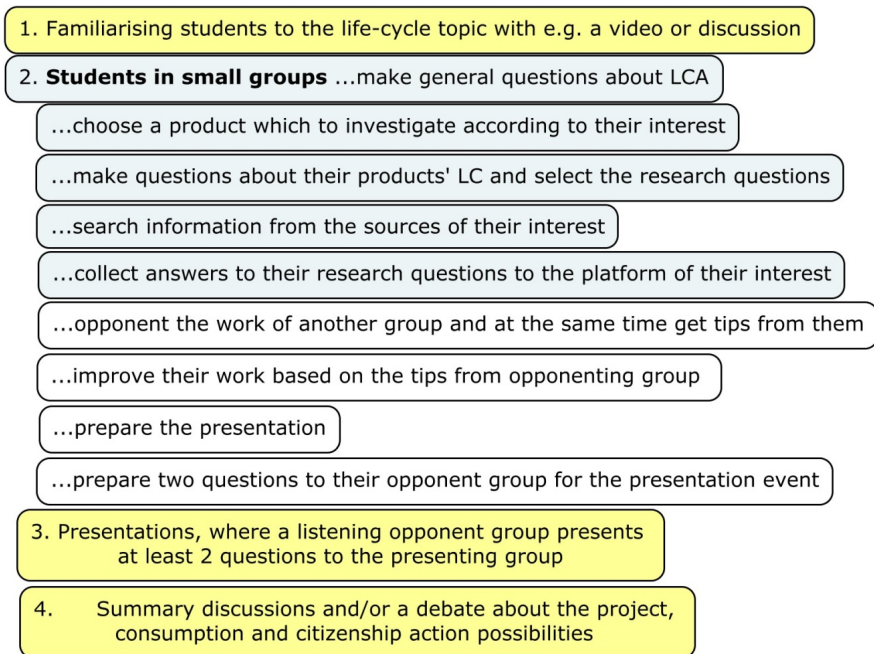 1. Familiarising students to the life-cycle topic with e.g. a video or discussion
2. Students in small groups ...make general questions about LCA
...choose a product which to investigate according to their interest
...make questions about their products' LC and select the research questions
...search information from the sources of their interest
...collect answers to their research questions to the platform of their interest
...opponent the work of another group and at the same time get tips from them
...improve their work based on the tips from opponenting group
...prepare the presentation
...prepare two questions to their opponent group for the presentation event
3. Presentations, where a listening opponent group presents
at least 2 questions to the presenting group
4. Summary discussions and/or a debate about the project,
consumption and citizenship action possibilities